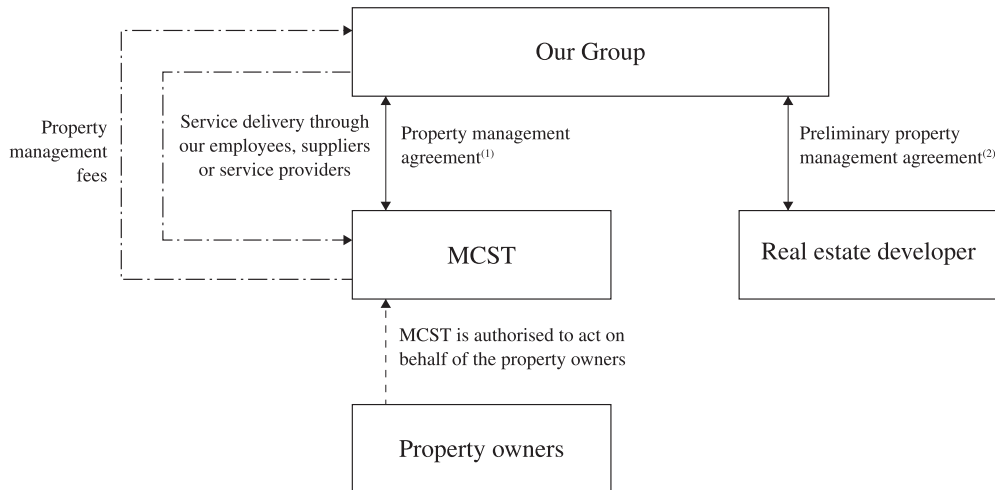 Our Group
Property
management
fees
Service delivery through
our employees, suppliers
or service providers
Property management
agreement(1)
Preliminary property
management agreement(2)
MCST
Real estate developer
MCST is authorised to act on
behalf of the property owners
Property owners